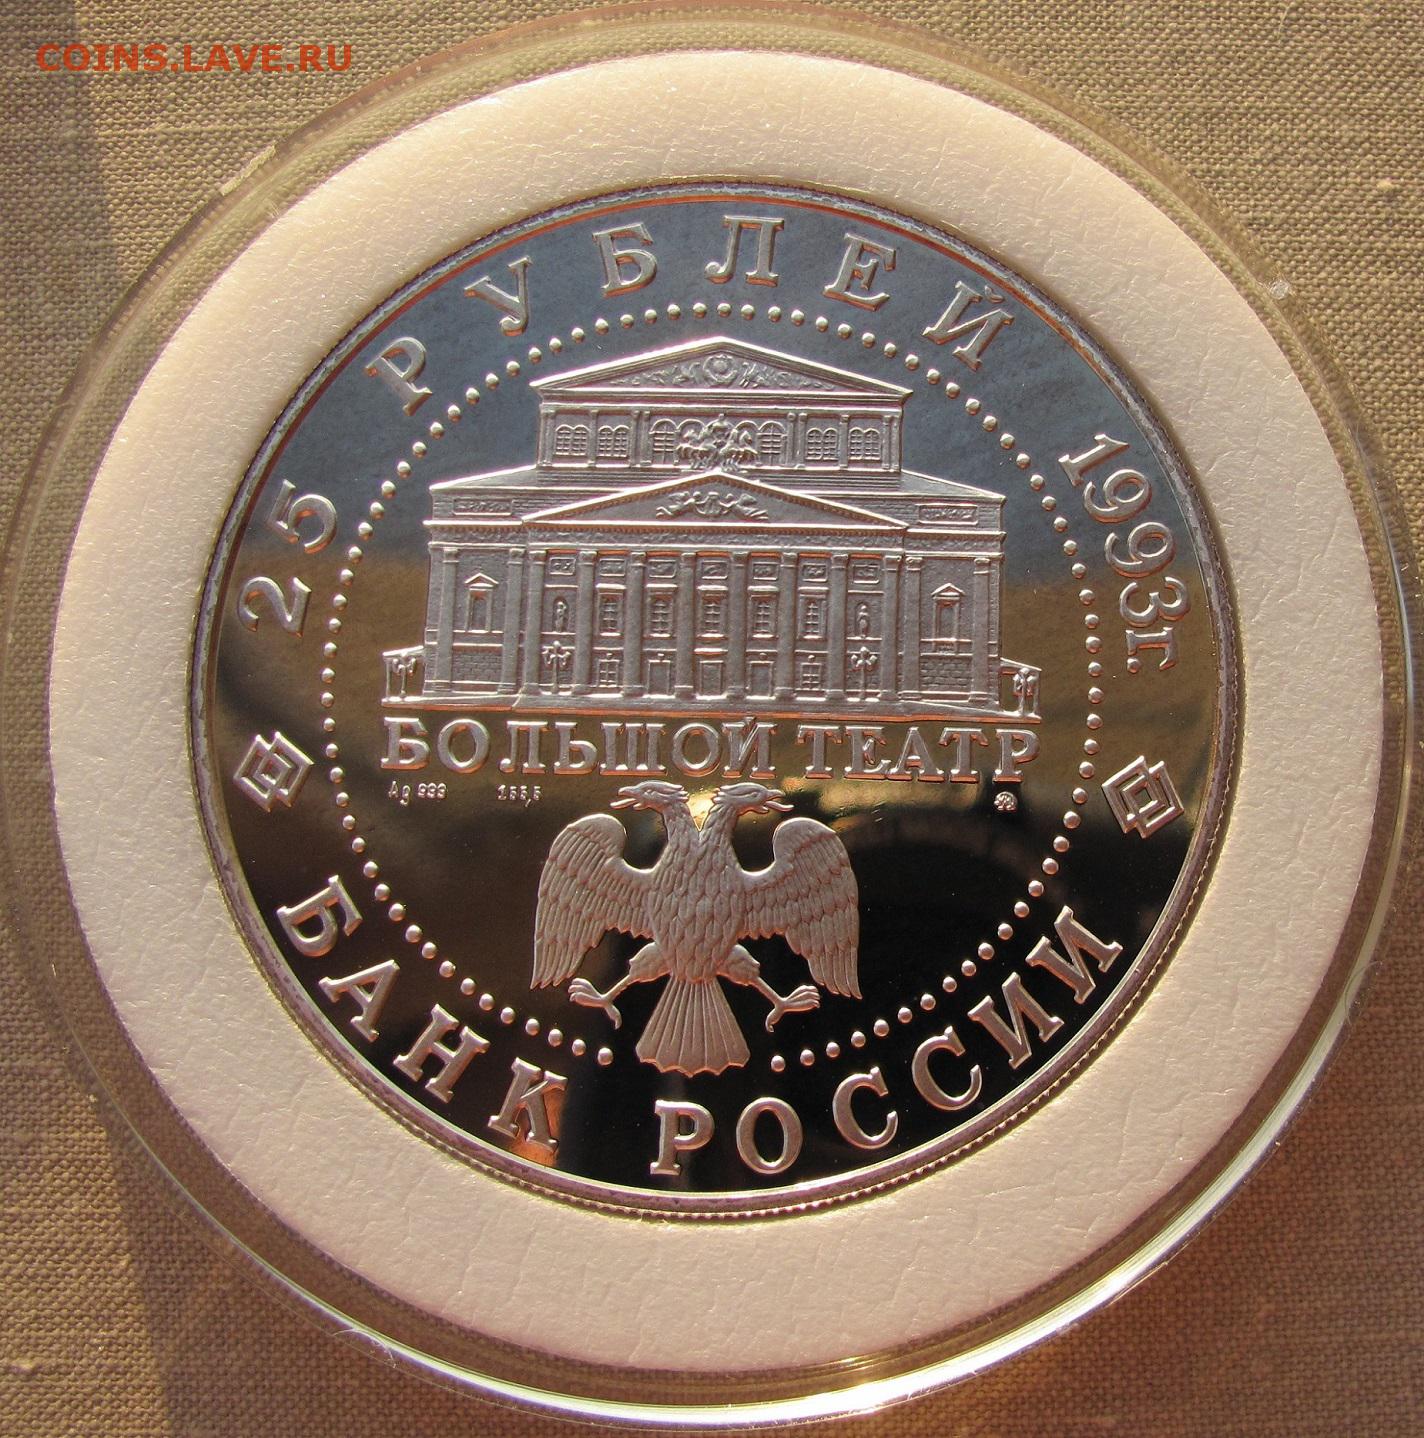 COINS.LAVE.RU
25 РУБЛЕЙ 1993г.
БОЛЬШОЙ ТЕАТР
Ag 999 155,5
БАНК РОССИИ